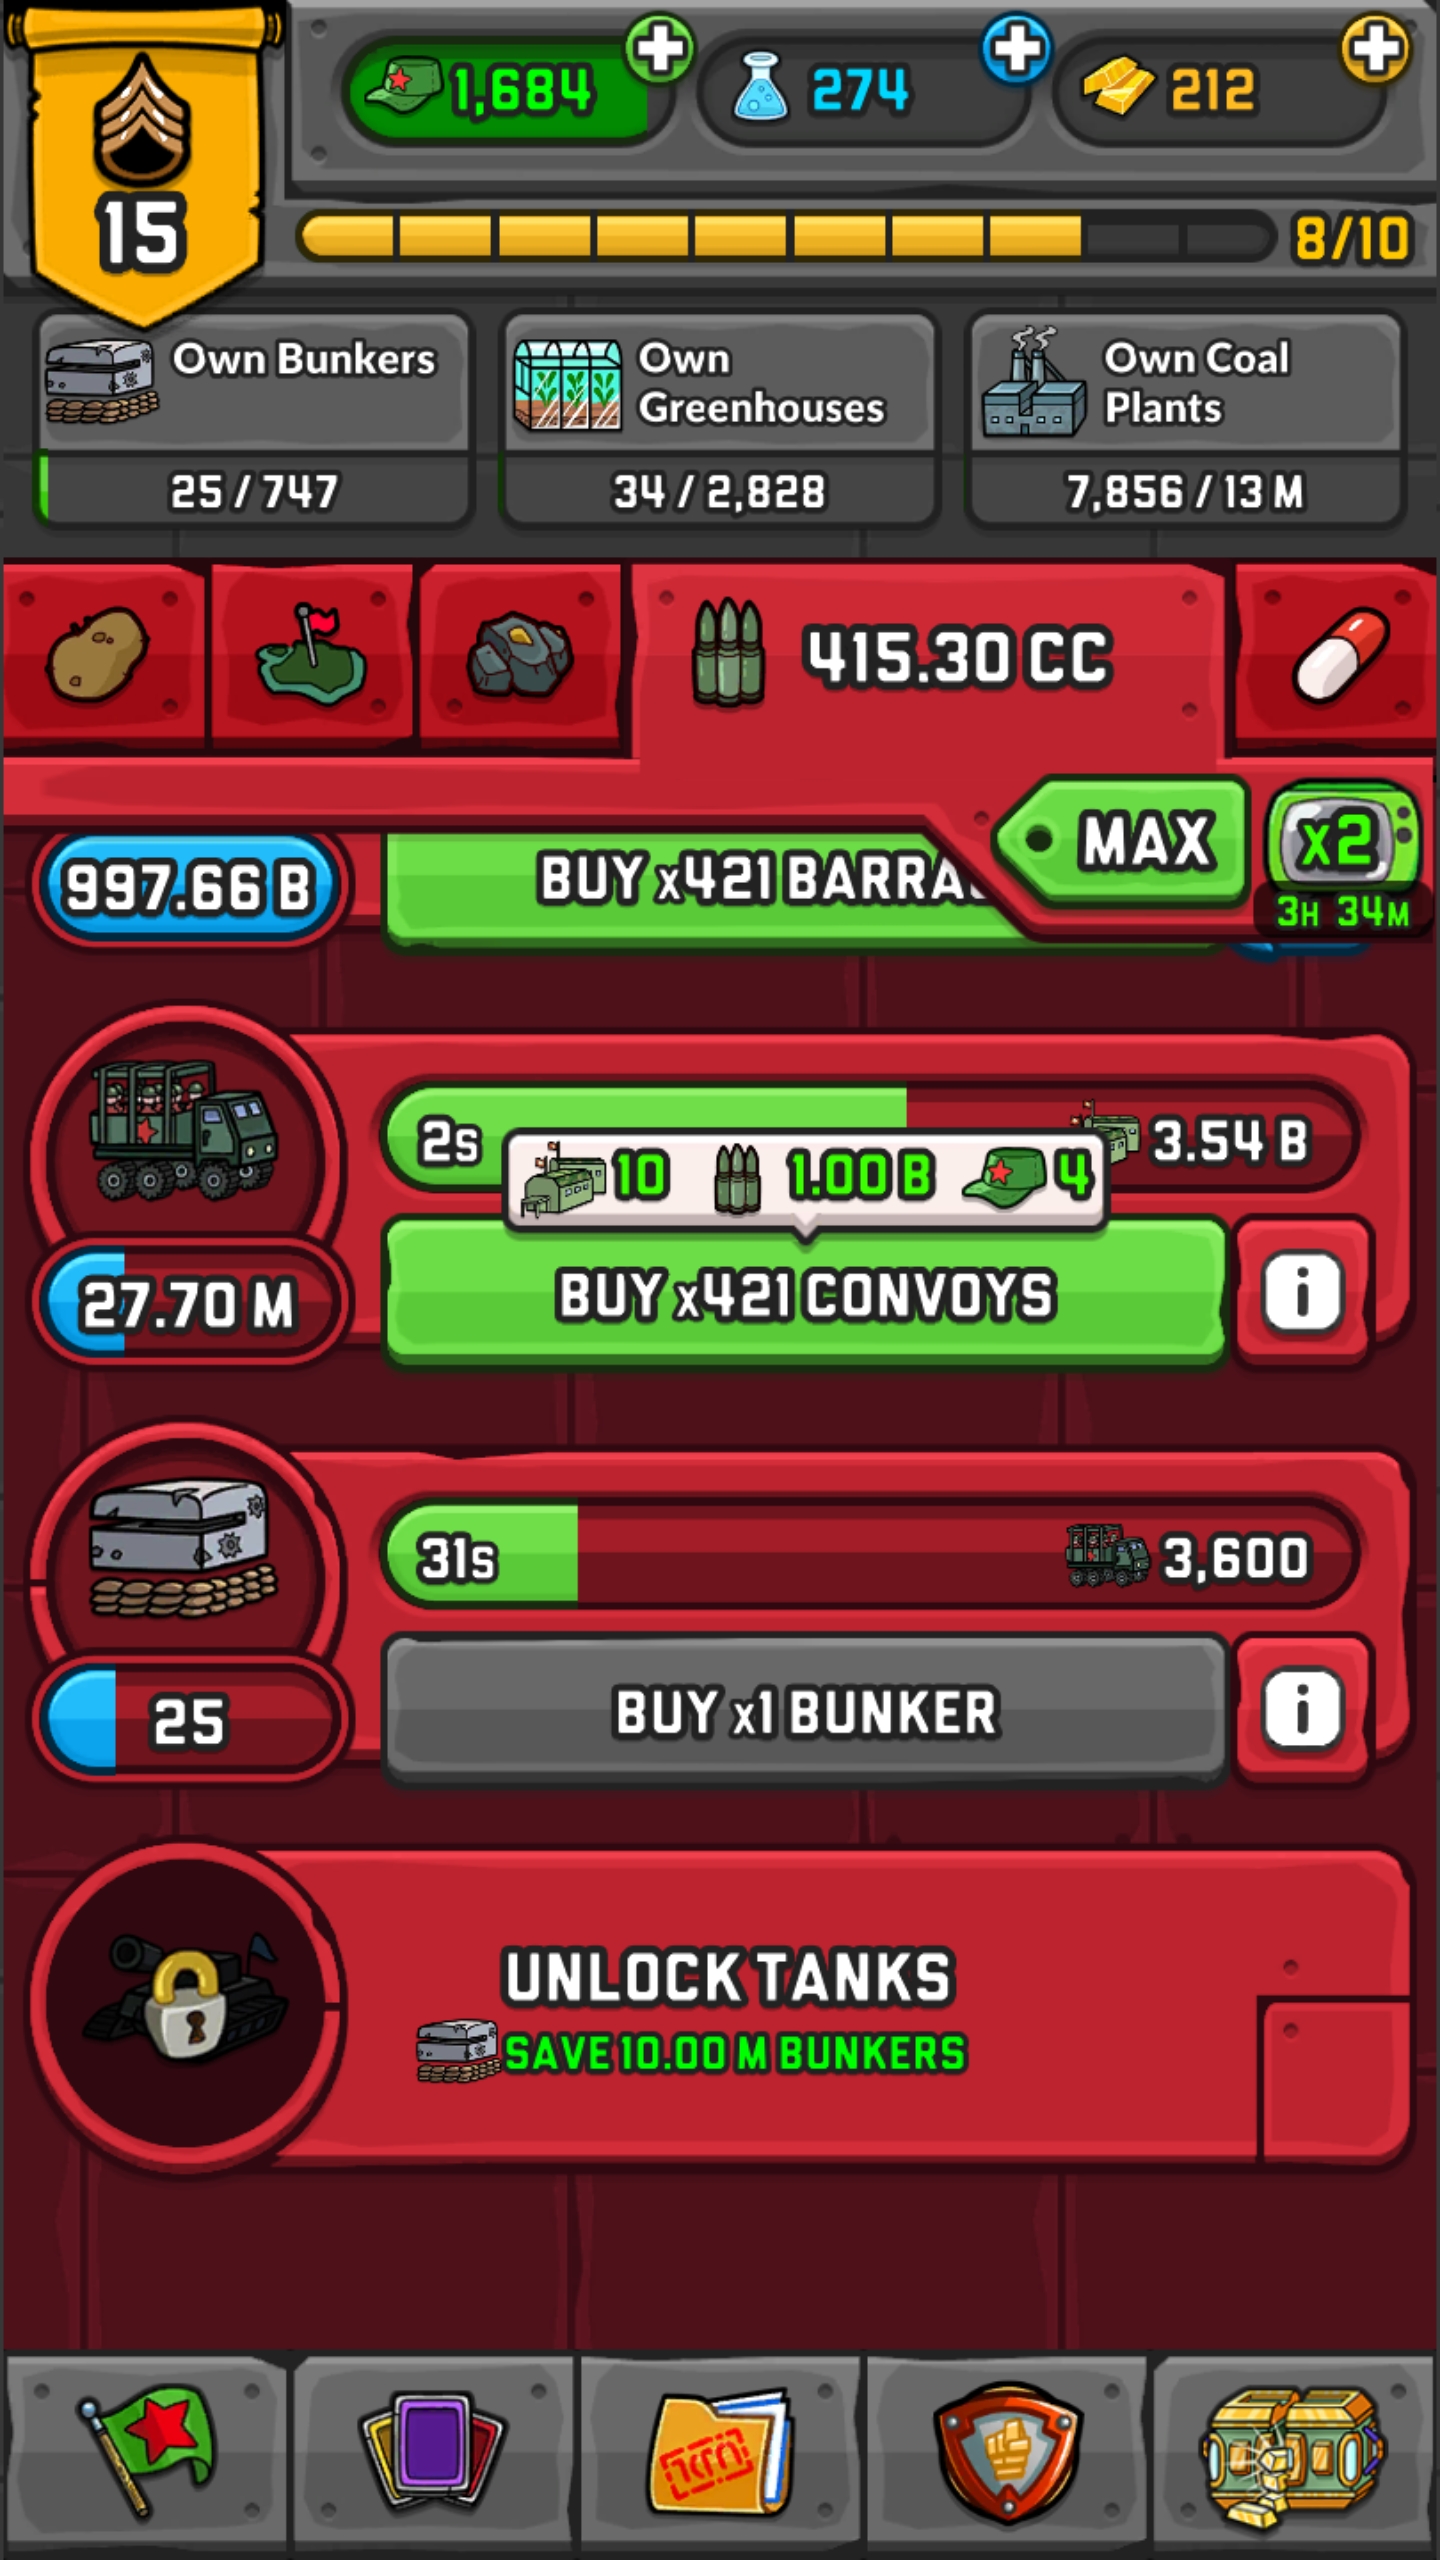 1,684
274
212
15
8/10
Own Bunkers
25 / 747
Own
Greenhouses
34 / 2,828
Own Coal
Plants
7,856 / 13 M
415.30 CC
MAX
x2
3H 34M
997.66 B
BUY x421
2s
3.54 B
10
1.00 B
4
27.70 M
BUY x421 CONVOYS
31s
3,600
25
BUY x1 BUNKER
UNLOCK TANKS
SAVE 10.00 M BUNKERS